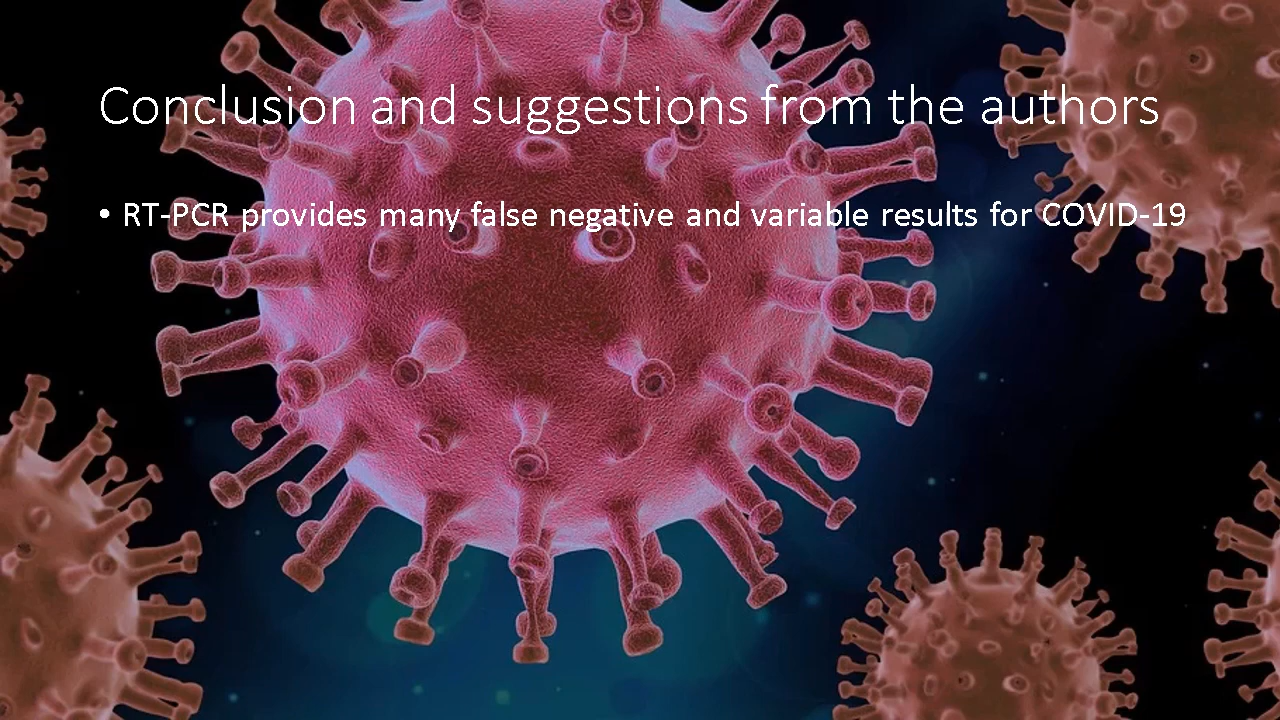 Conclusion and suggestions from the authors
• RT-PCR provides many false negative and variable results for COVID-19